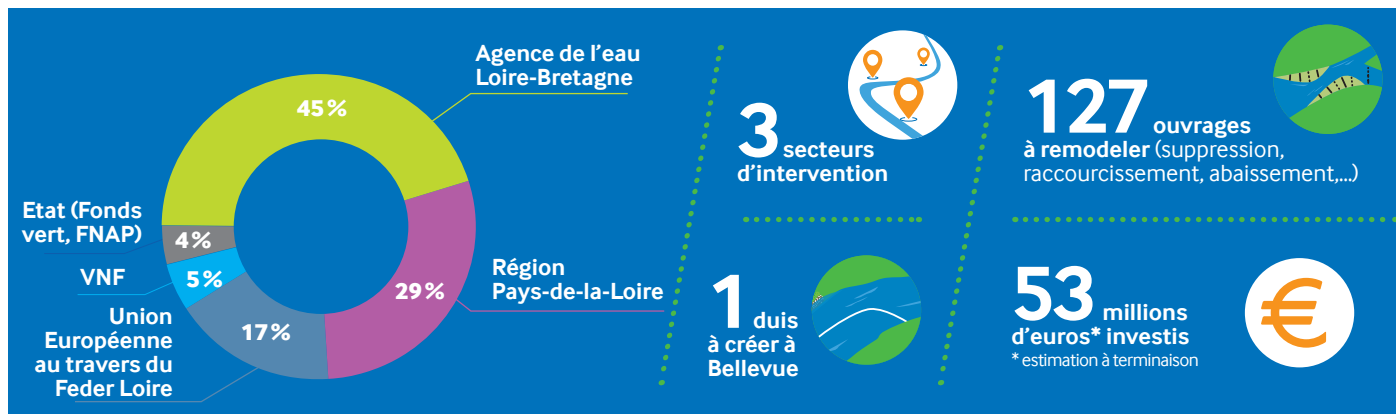 Agence de l'eau
Loire-Bretagne
45%
Etat (Fonds
vert, FNAP)
4%
VNF
5%
Union
Européenne
au travers du
Feder Loire
17%
29%
Région
Pays-de-la-Loire
3 secteurs
d'intervention
1 duis
à créer à
Bellevue
127 ouvrages
à remodeler (suppression,
raccourcissement, abaissement,...)
53 millions
d'euros* investis
* estimation à terminaison
€